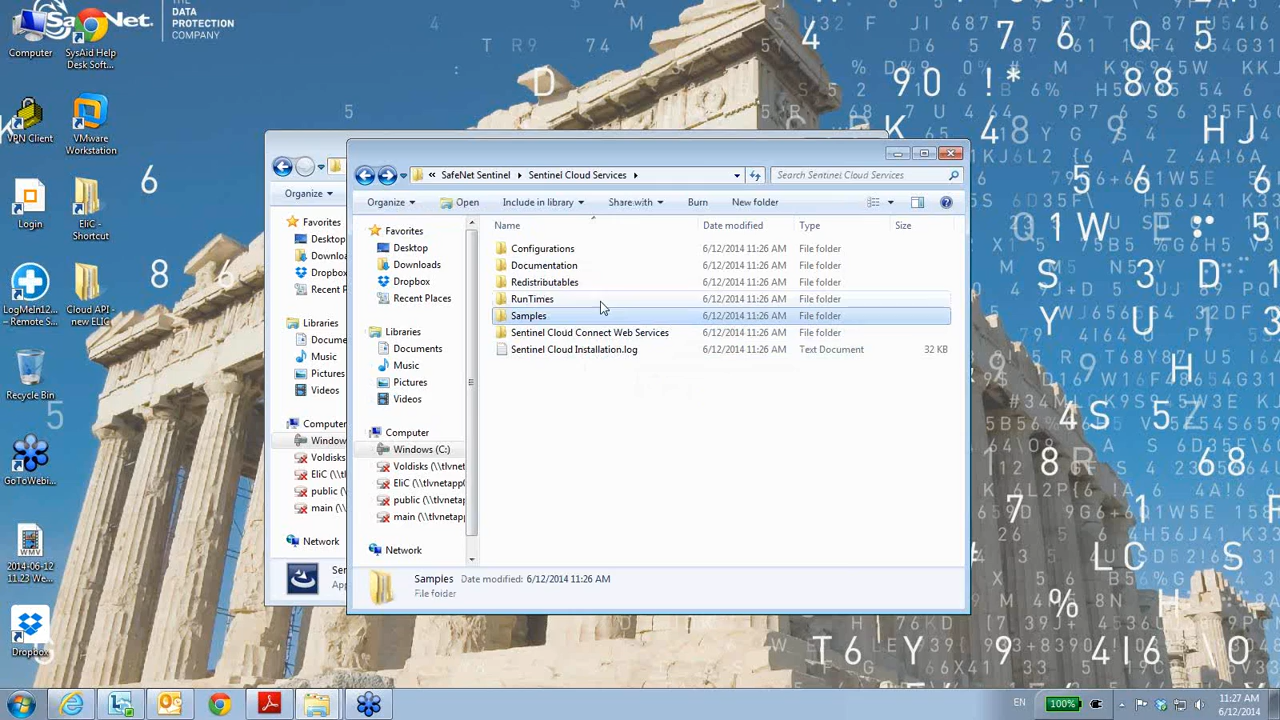 SafeNet.
THE
DATA
PROTECTION
COMPANY
Computer
SysAid Help
Desk Soft...
VPN Client
VMware
Workstation
Login
EliC -
Shortcut
LogMeIn12...
- Remote S...
Cloud API
new ELIC
Recycle Bin
GoToWebi...
2014-06-12
11:23 We...
Dropbox
Organize
Favorites
Desktop
Downloa
Dropbox
Recent P
Libraries
Docume
Music
Pictures
Videos
Computer
Window
Voldisks
EliC (\\tlv
public (\
main (\\t
Network
Sen
App
« SafeNet Sentinel Sentinel Cloud Services
Search Sentinel Cloud Services
Organize Open Include in library Share with Burn New folder
Favorites
Desktop
Downloads
Dropbox
Recent Places
Libraries
Documents
Music
Pictures
Videos
Computer
Windows (C:)
Voldisks (\\tlvnet
EliC (\\tlvnetapp
public (\\tlvnetap
main (\\tlvnetapp
Network
Name Date modified Type Size
Configurations 6/12/2014 11:26 AM File folder
Documentation 6/12/2014 11:26 AM File folder
Redistributables 6/12/2014 11:26 AM File folder
RunTimes 6/12/2014 11:26 AM File folder
Samples 6/12/2014 11:26 AM File folder
Sentinel Cloud Connect Web Services 6/12/2014 11:26 AM File folder
Sentinel Cloud Installation.log 6/12/2014 11:26 AM Text Document 32 KB
Samples Date modified: 6/12/2014 11:26 AM
File folder
EN
100%
11:27 AM
6/12/2014